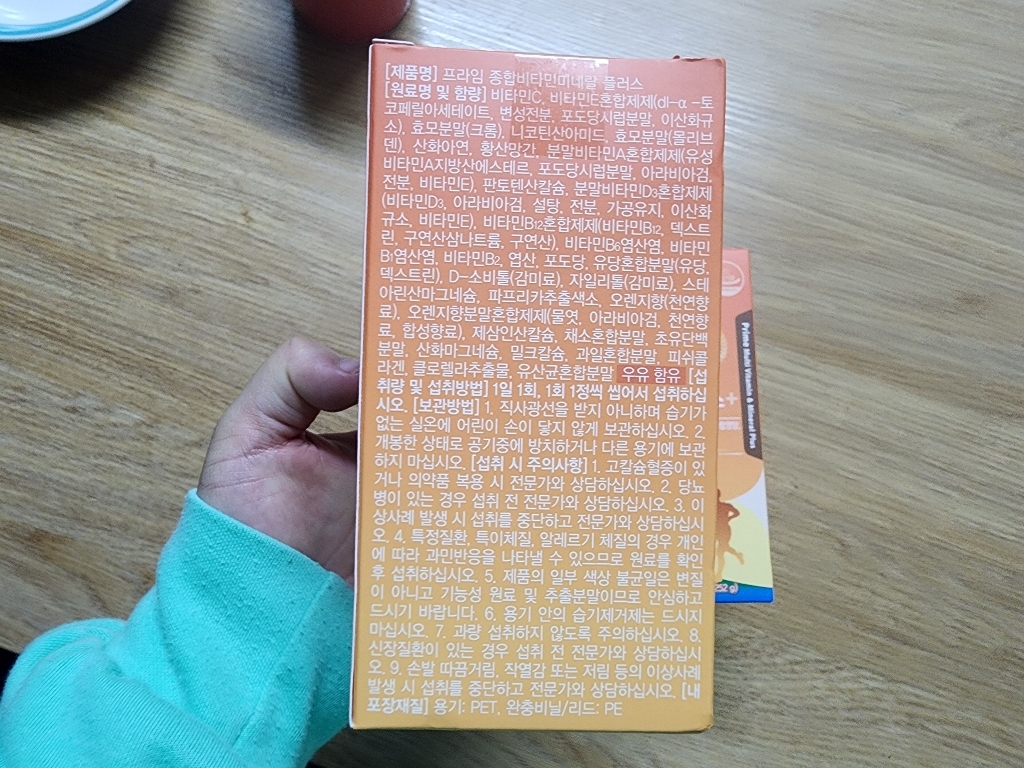 [제품명] 프라임 종합비타민미네랄 플러스
[원료명 및 함량] 비타민C, 비타민E혼합제제(dl-α -토
코페릴아세테이트, 변성전분, 포도당시럽분말, 이산화규
소), 효모분말(크롬), 니코틴산아미드, 효모분말(몰리브
덴), 산화아연, 황산망간, 분말비타민A혼합제제(유성
비타민A지방산에스테르, 포도당시럽분말, 아라비아검,
전분, 비타민E), 판토텐산칼슘, 분말비타민D3혼합제제
(비타민D3, 아라비아검, 설탕, 전분, 가공유지, 이산화
규소, 비타민E), 비타민B12혼합제제(비타민B12, 덱스트
린, 구연산삼나트륨, 구연산), 비타민B6염산염, 비타민
B1염산염, 비타민B2, 엽산, 포도당, 유당혼합분말(유당,
덱스트린), D-소비톨(감미료), 자일리톨(감미료), 스테
아린산마그네슘, 파프리카추출색소, 오렌지향(천연향
료), 오렌지향분말혼합제제(물엿, 아라비아검, 천연향
료, 합성향료), 제삼인산칼슘, 채소혼합분말, 초유단백
분말, 산화마그네슘, 밀크칼슘, 과일혼합분말, 피쉬콜
라겐, 클로렐라추출물, 유산균혼합분말 우유 함유 [섭
취량 및 섭취방법] 1일 1회, 1회 1정씩 씹어서 섭취하십
시오. [보관방법] 1. 직사광선을 받지 아니하며 습기가
없는 실온에 어린이 손이 닿지 않게 보관하십시오. 2.
개봉한 상태로 공기중에 방치하거나 다른 용기에 보관
하지 마십시오. [섭취 시 주의사항] 1. 고칼슘혈증이 있
거나 의약품 복용 시 전문가와 상담하십시오. 2. 당뇨
병이 있는 경우 섭취 전 전문가와 상담하십시오. 3. 이
상사례 발생 시 섭취를 중단하고 전문가와 상담하십시
오. 4. 특정질환, 특이체질, 알레르기 체질의 경우 개인
에 따라 과민반응을 나타낼 수 있으므로 원료를 확인
후 섭취하십시오. 5. 제품의 일부 색상 불균일은 변질
이 아니고 기능성 원료 및 추출분말이므로 안심하고
드시기 바랍니다. 6. 용기 안의 습기제거제는 드시지
마십시오. 7. 과량 섭취하지 않도록 주의하십시오. 8.
신장질환이 있는 경우 섭취 전 전문가와 상담하십시
오. 9. 손발 따끔거림, 작열감 또는 저림 등의 이상사례
발생 시 섭취를 중단하고 전문가와 상담하십시오. [내
포장재질] 용기: PET, 완충비닐/리드: PE
Prime Multi Vitamin & Mineral Plus
252 g)